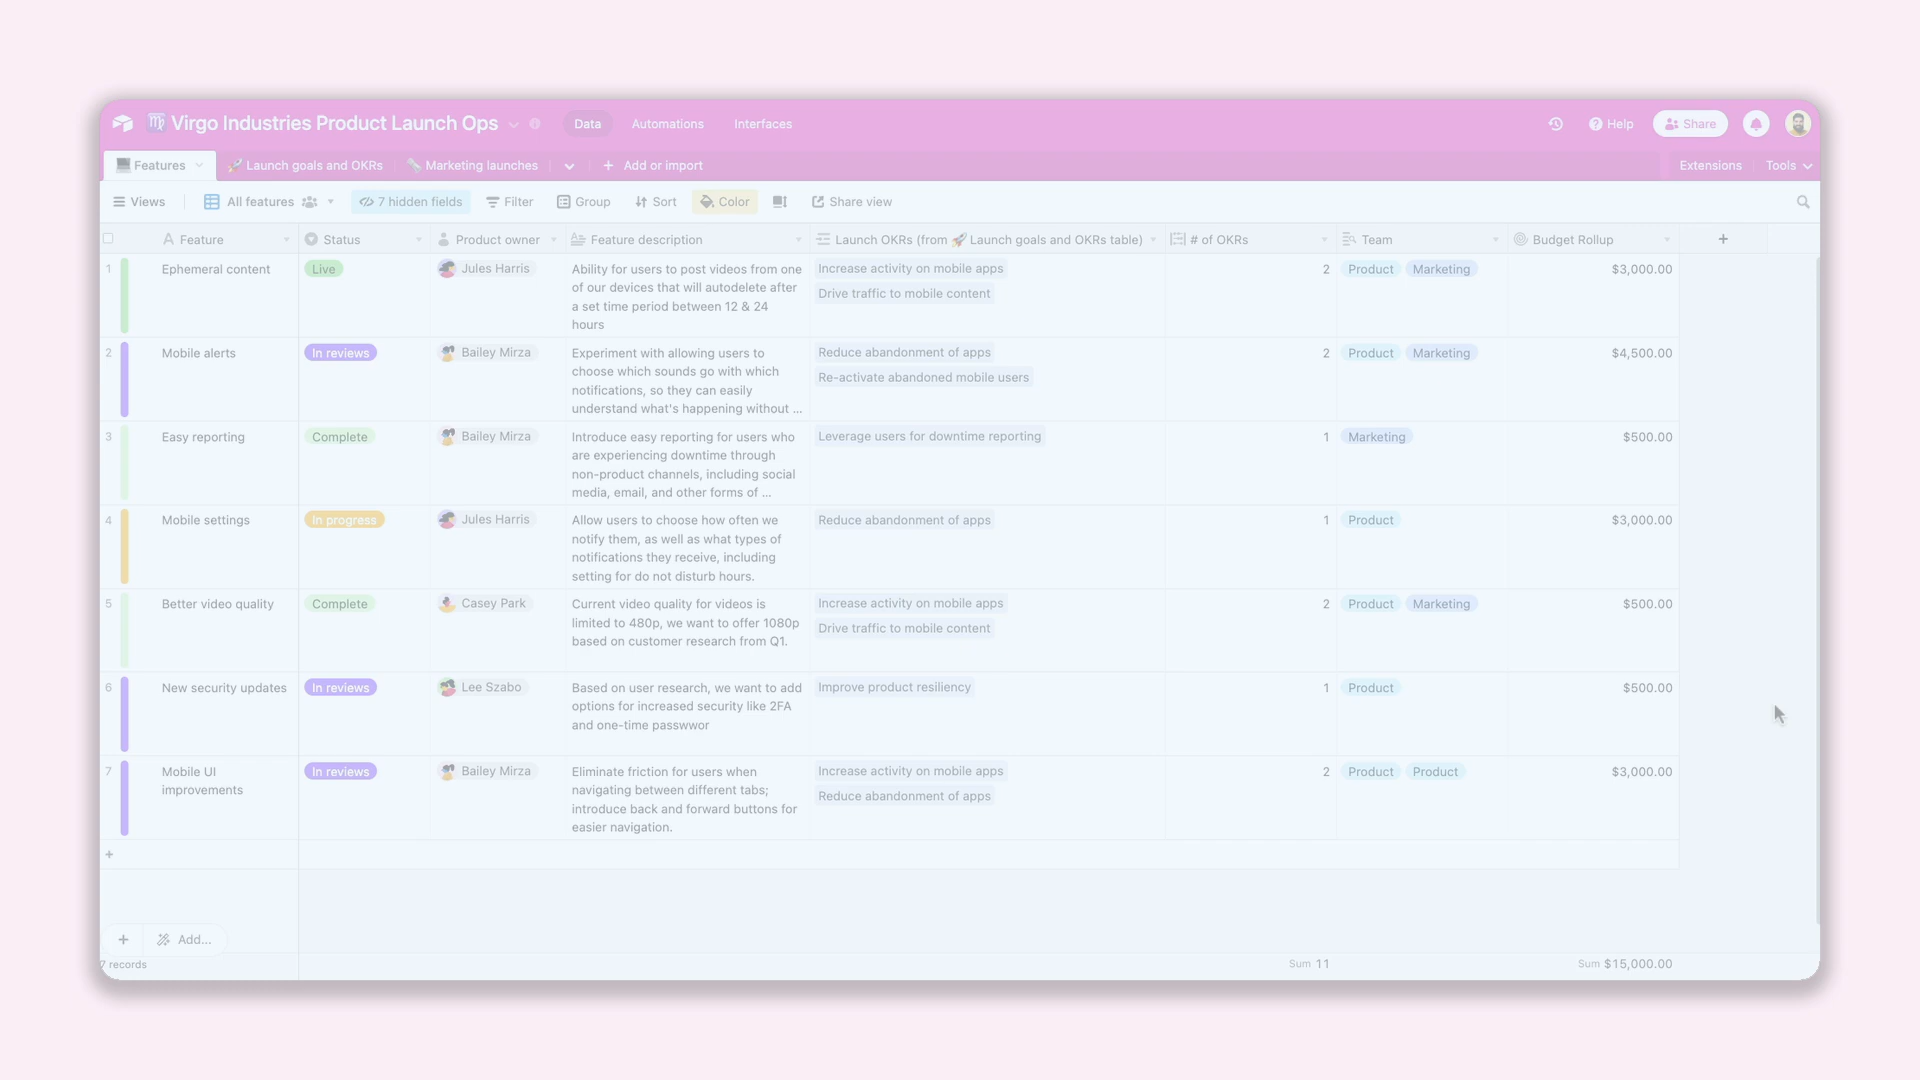 Virgo Industries Product Launch Ops
Data
Automations
Interfaces
Help
Share
Features
Launch goals and OKRs
Marketing launches
Add or import
Extensions
Tools
Views
All features
7 hidden fields
Filter
Group
Sort
Color
Share view
Feature
Status
Product owner
Feature description
Launch OKRs (from 🚀 Launch goals and OKRs table)
# of OKRs
Team
Budget Rollup
1
Ephemeral content
Live
Jules Harris
Ability for users to post videos from one
of our devices that will autodelete after
a set time period between 12 & 24
hours
Increase activity on mobile apps
Drive traffic to mobile content
2
Product
Marketing
$3,000.00
2
Mobile alerts
In reviews
Bailey Mirza
Experiment with allowing users to
choose which sounds go with which
notifications, so they can easily
understand what's happening without ...
Reduce abandonment of apps
Re-activate abandoned mobile users
2
Product
Marketing
$4,500.00
3
Easy reporting
Complete
Bailey Mirza
Introduce easy reporting for users who
are experiencing downtime through
non-product channels, including social
media, email, and other forms of ...
Leverage users for downtime reporting
1
Marketing
$500.00
4
Mobile settings
In progress
Jules Harris
Allow users to choose how often we
notify them, as well as what types of
notifications they receive, including
setting for do not disturb hours.
Reduce abandonment of apps
1
Product
$3,000.00
5
Better video quality
Complete
Casey Park
Current video quality for videos is
limited to 480p, we want to offer 1080p
based on customer research from Q1.
Increase activity on mobile apps
Drive traffic to mobile content
2
Product
Marketing
$500.00
6
New security updates
In reviews
Lee Szabo
Based on user research, we want to add
options for increased security like 2FA
and one-time passwwor
Improve product resiliency
1
Product
$500.00
7
Mobile UI
improvements
In reviews
Bailey Mirza
Eliminate friction for users when
navigating between different tabs;
introduce back and forward buttons for
easier navigation.
Increase activity on mobile apps
Reduce abandonment of apps
2
Product
Product
$3,000.00
+
+
Add...
7 records
Sum 11
Sum $15,000.00